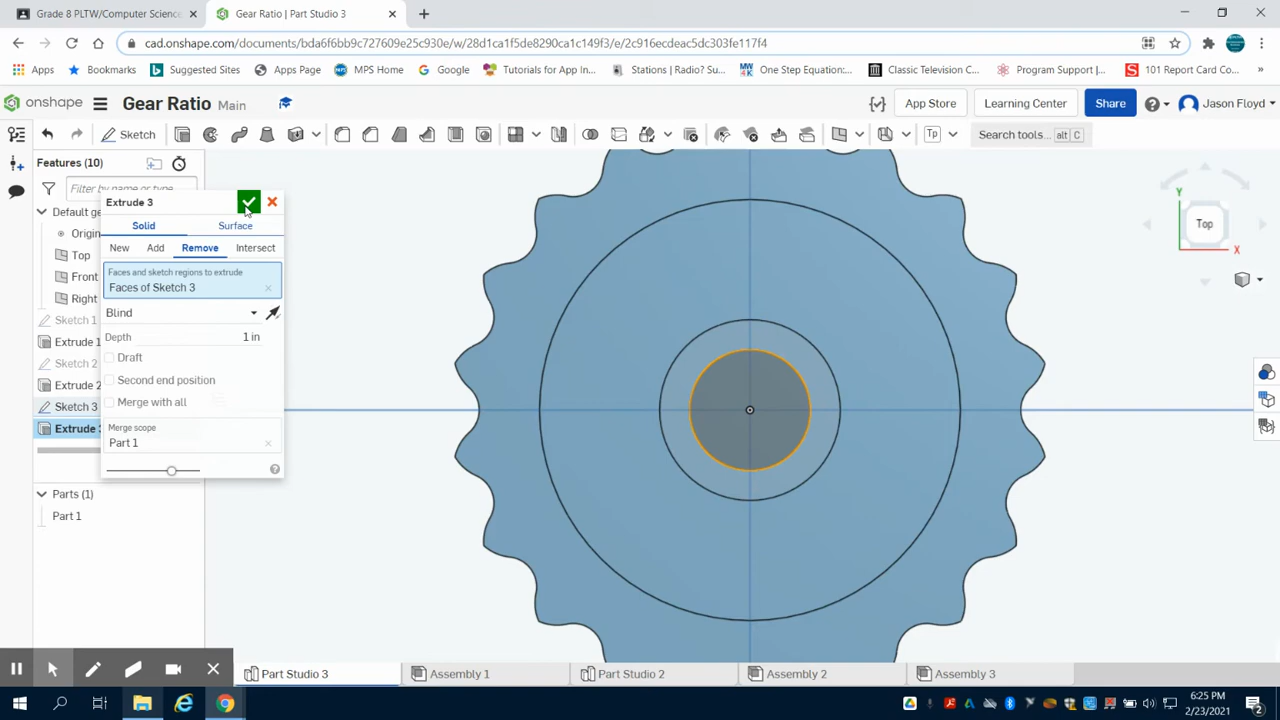 Grade 8 PLTW/Computer Science
Gear Ratio | Part Studio 3
cad.onshape.com/documents/bda6f6bb9c727609e25c930e/w/28d1ca1f5de8290ca1c149f3/e/2c916ecdeac5dc303fe117f4
Apps Bookmarks Suggested Sites Apps Page MPS Home Google Tutorials for App In... Stations | Radio? Su... One Step Equation:... Classic Television C... Program Support |... 101 Report Card Co... »
onshape Gear Ratio Main App Store Learning Center Share Jason Floyd
Sketch Tp Search tools... alt C
Features (10)
Filter by name or type...
Default ge
Origin
Top
Front
Right
Sketch 1
Extrude 1
Sketch 2
Extrude 2
Sketch 3
Extrude 3
Parts (1)
Part 1
Extrude 3
Solid Surface
New Add Remove Intersect
Faces and sketch regions to extrude
Faces of Sketch 3
Blind
Depth 1 in
Draft
Second end position
Merge with all
Merge scope
Part 1
Y
Top
X
Part Studio 3 Assembly 1 Part Studio 2 Assembly 2 Assembly 3
6:25 PM
2/23/2021
2